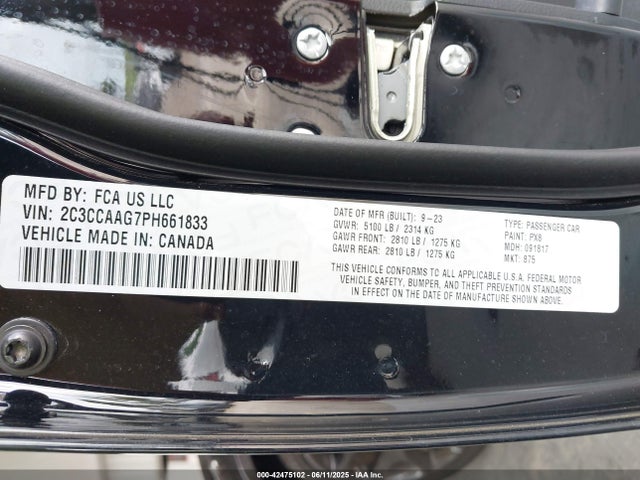 MFD BY: FCA US LLC
VIN: 2C3CCAAG7PH661833
VEHICLE MADE IN: CANADA
DATE OF MFR (BUILT): 9-23
GVWR: 5100 LB / 2314 KG
GAWR FRONT: 2810 LB / 1275 KG
GAWR REAR: 2810 LB / 1275 KG
TYPE: PASSENGER CAR
PAINT: PX8
MDH: 091817
MKT: 875
THIS VEHICLE CONFORMS TO ALL APPLICABLE U.S.A. FEDERAL MOTOR
VEHICLE SAFETY, BUMPER, AND THEFT PREVENTION STANDARDS
IN EFFECT ON THE DATE OF MANUFACTURE SHOWN ABOVE.
000-42475102 - 06/11/2025 - IAAI Inc.